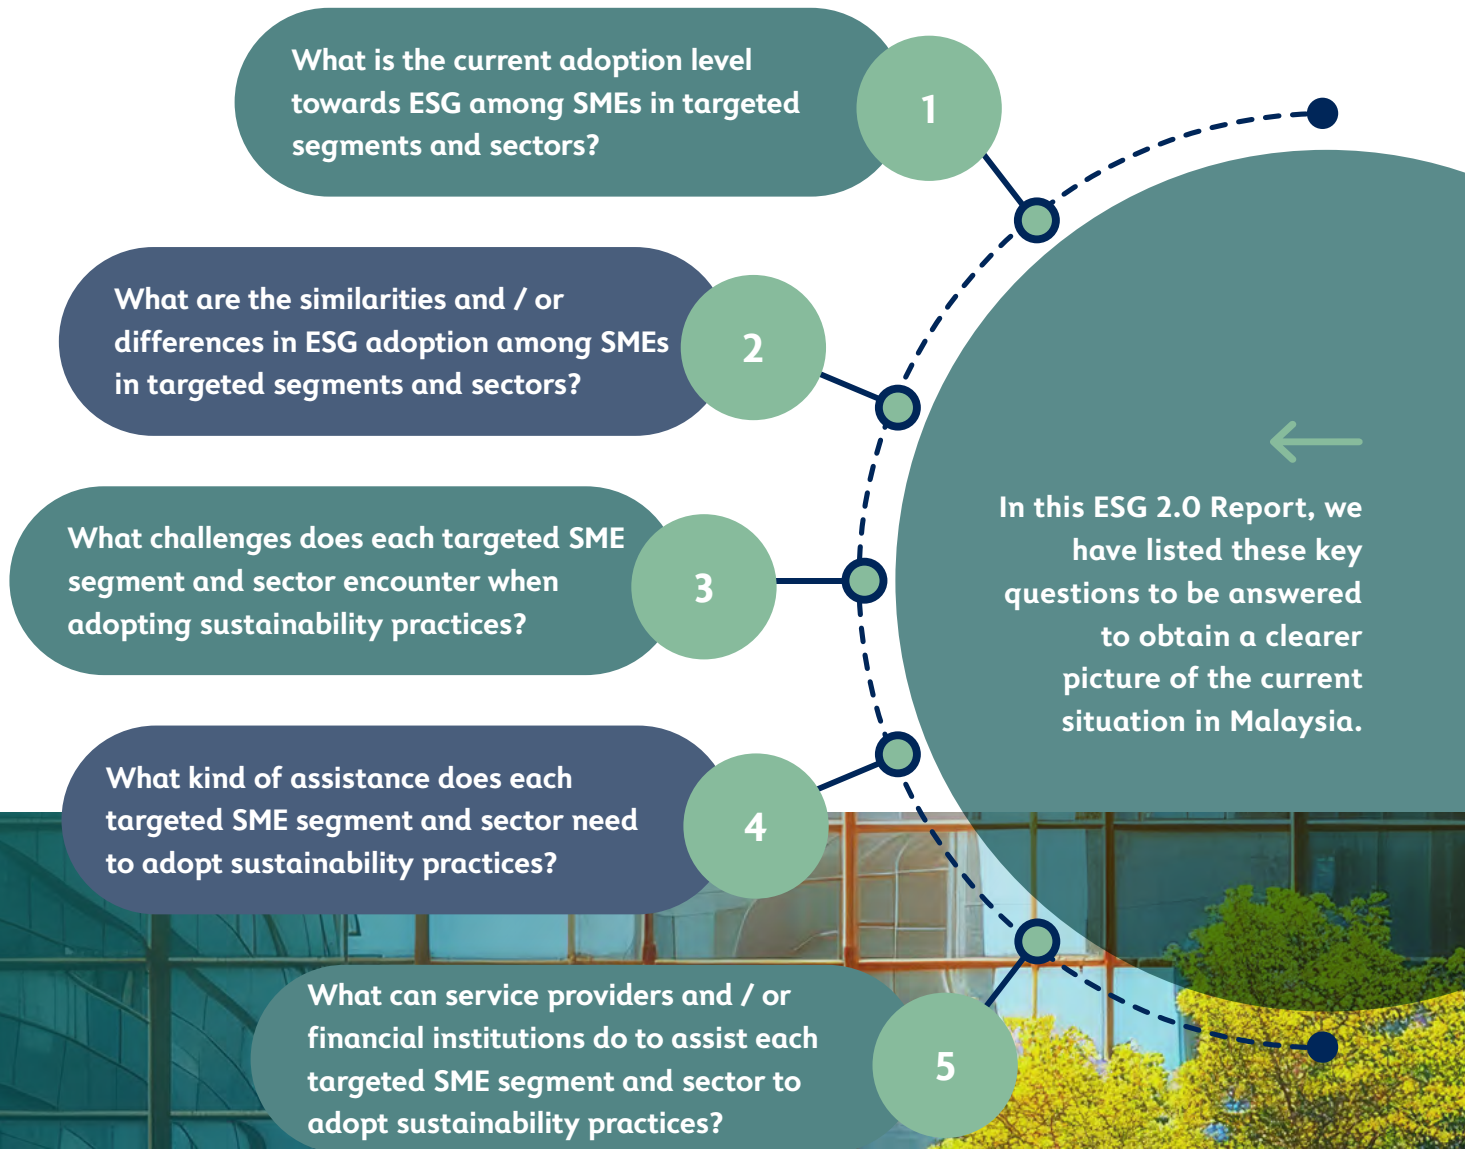 What is the current adoption level
towards ESG among SMEs in targeted
segments and sectors?
1
What are the similarities and / or
differences in ESG adoption among SMEs
in targeted segments and sectors?
2
What challenges does each targeted SME
segment and sector encounter when
adopting sustainability practices?
3
What kind of assistance does each
targeted SME segment and sector need
to adopt sustainability practices?
4
What can service providers and / or
financial institutions do to assist each
targeted SME segment and sector to
adopt sustainability practices?
5
In this ESG 2.0 Report, we
have listed these key
questions to be answered
to obtain a clearer
picture of the current
situation in Malaysia.